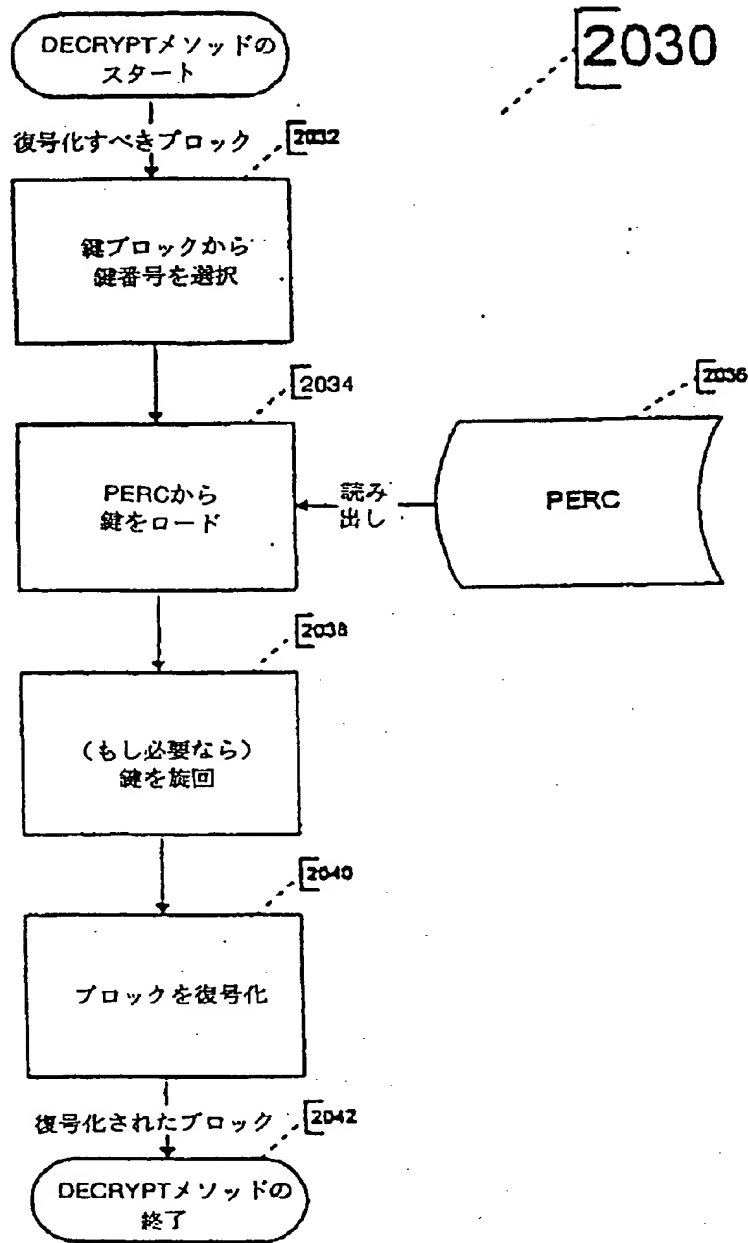 DECRYPTメソッドの
スタート
2030
復号化すべきブロック
2032
鍵ブロックから
鍵番号を選択
2034
PERCから
鍵をロード
読み
出し
2036
PERC
2038
(もし必要なら)
鍵を旋回
2040
ブロックを復号化
復号化されたブロック
2042
DECRYPTメソッドの
終了